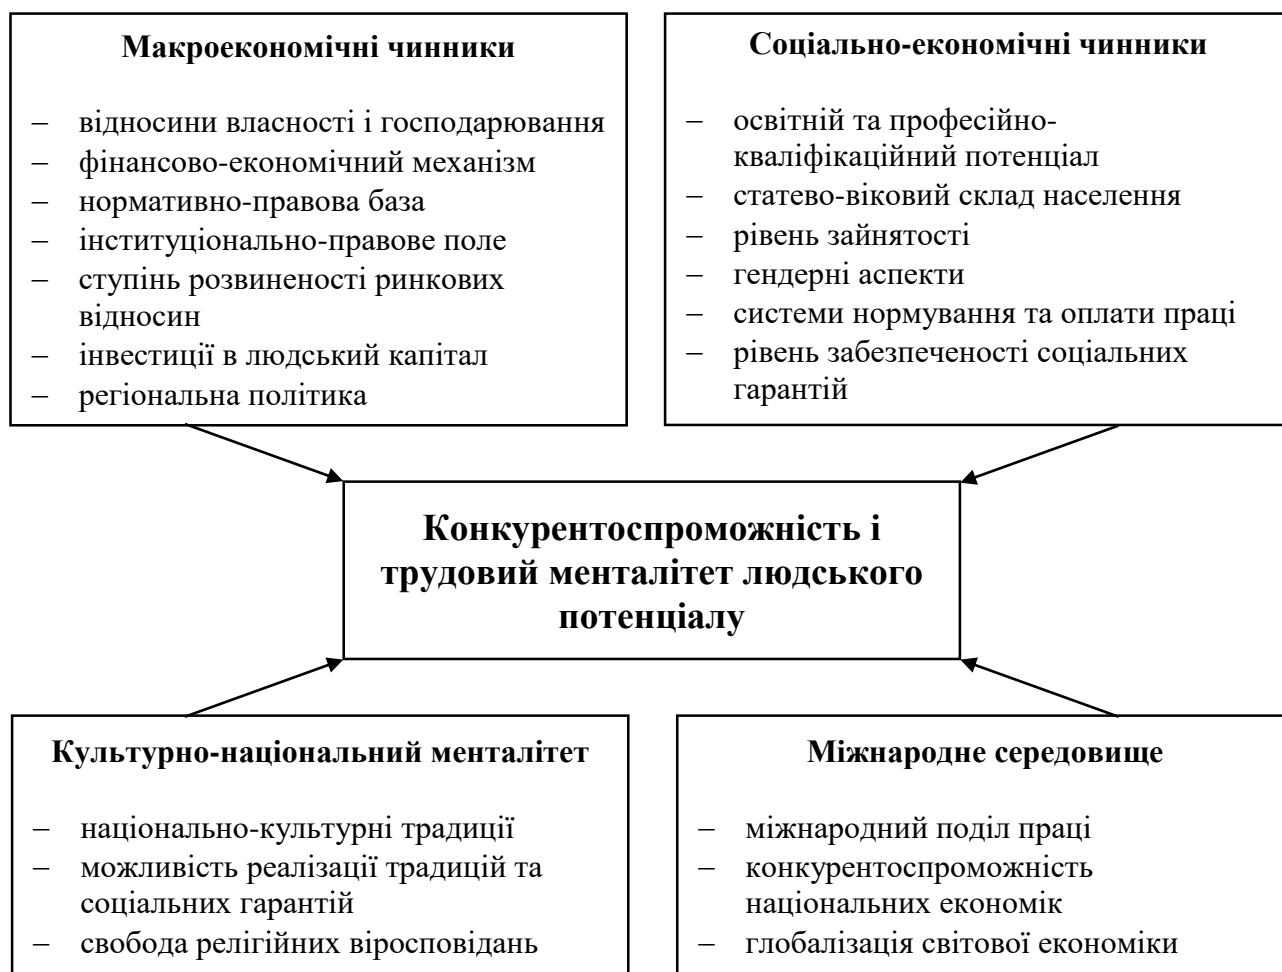 Макроекономічні чинники
– відносини власності і господарювання
– фінансово-економічний механізм
– нормативно-правова база
– інституціонально-правове поле
– ступінь розвиненості ринкових
відносин
– інвестиції в людський капітал
– регіональна політика
Соціально-економічні чинники
– освітній та професійно-
кваліфікаційний потенціал
– статево-віковий склад населення
– рівень зайнятості
– гендерні аспекти
– системи нормування та оплати праці
– рівень забезпеченості соціальних
гарантій
Конкурентоспроможність і
трудовий менталітет людського
потенціалу
Культурно-національний менталітет
– національно-культурні традиції
– можливість реалізації традицій та
соціальних гарантій
– свобода релігійних віросповідань
Міжнародне середовище
– міжнародний поділ праці
– конкурентоспроможність
національних економік
– глобалізація світової економіки